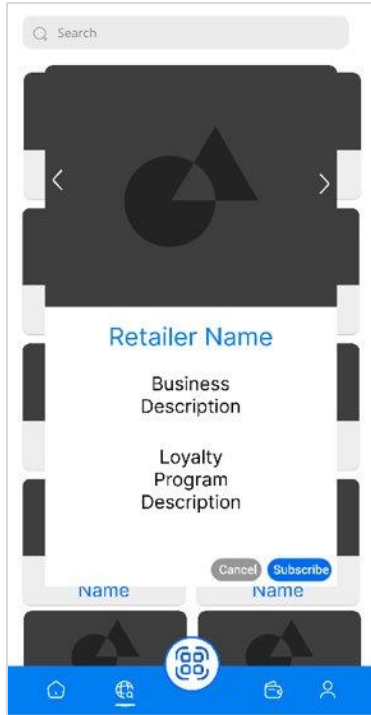 Search
Retailer Name
Business
Description
Loyalty
Program
Description
Cancel Subscribe
Name Name